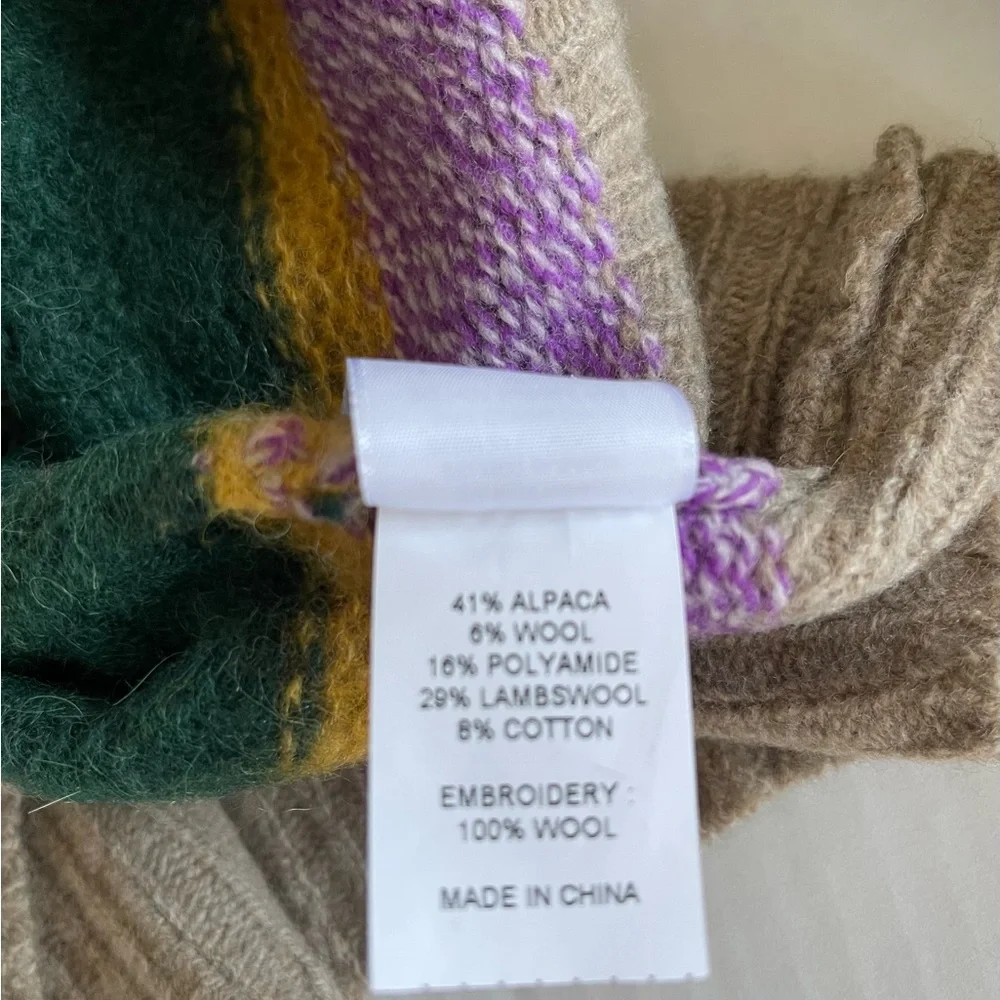 41% ALPACA
6% WOOL
16% POLYAMIDE
29% LAMBSWOOL
8% COTTON
EMBROIDERY :
100% WOOL
MADE IN CHINA